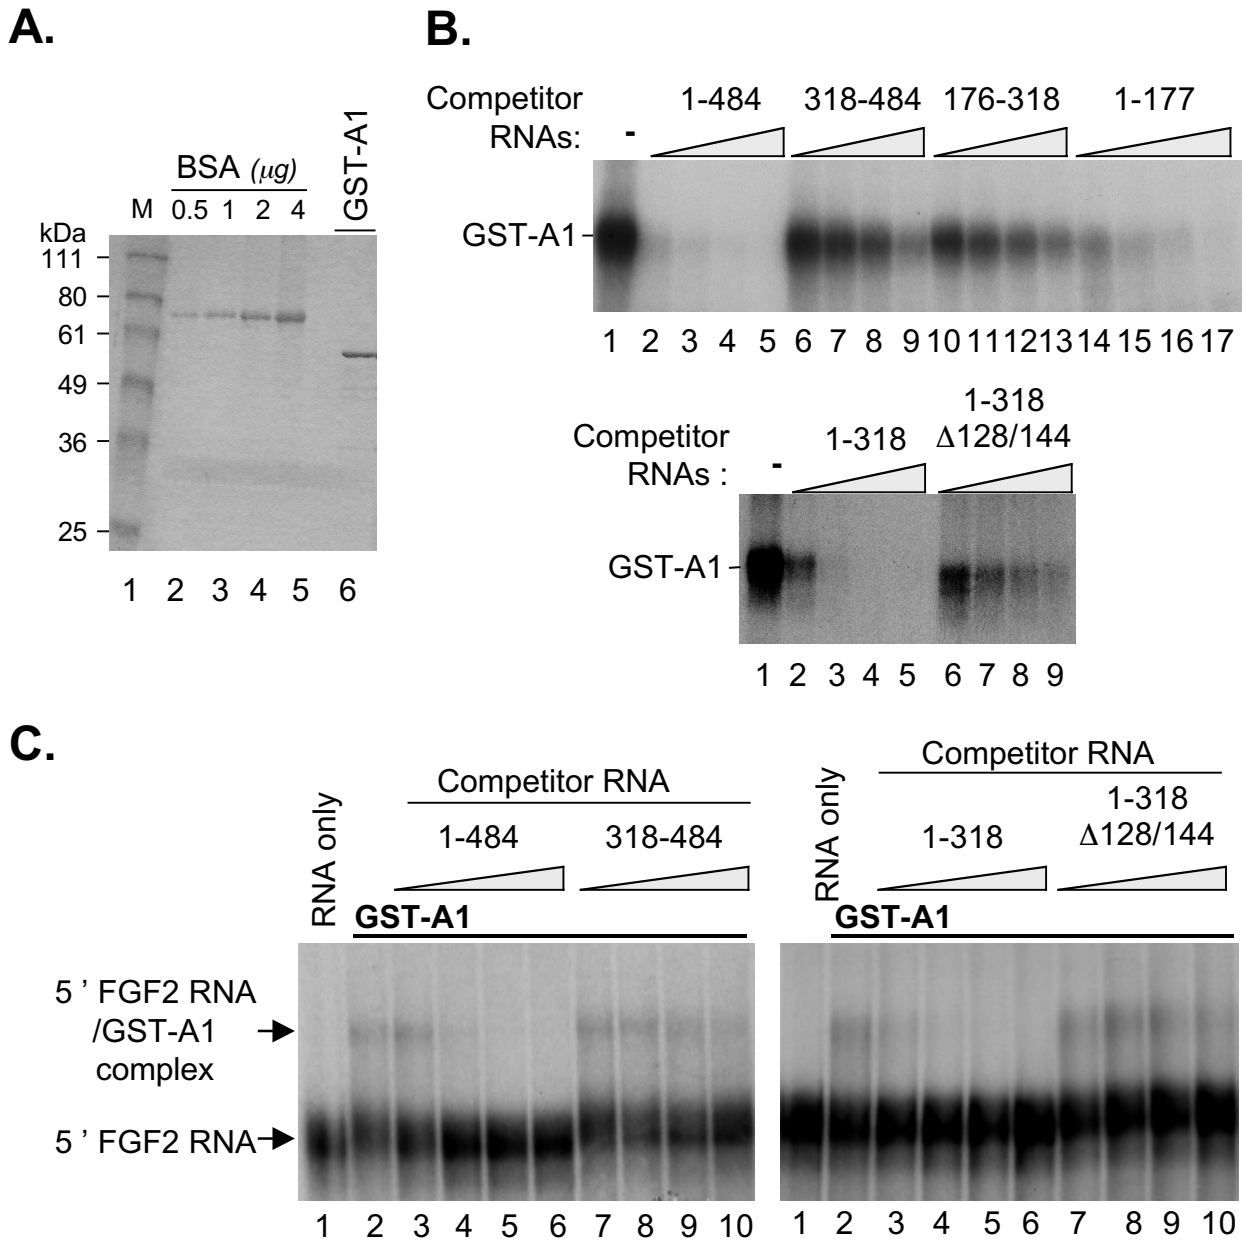 A.
BSA (μg)
GST-A1
M 0.5 1 2 4
kDa
111
80
61
49
36
25
1 2 3 4 5 6
B.
Competitor RNAs:
- 1-484 318-484 176-318 1-177
GST-A1
1 2 3 4 5 6 7 8 9 10 11 12 13 14 15 16 17
Competitor RNAs :
- 1-318 1-318 Δ128/144
GST-A1
1 2 3 4 5 6 7 8 9
C.
RNA only
Competitor RNA
1-484 318-484
GST-A1
5 ' FGF2 RNA
/GST-A1
complex
5 ' FGF2 RNA
1 2 3 4 5 6 7 8 9 10
RNA only
Competitor RNA
1-318 1-318 Δ128/144
GST-A1
1 2 3 4 5 6 7 8 9 10